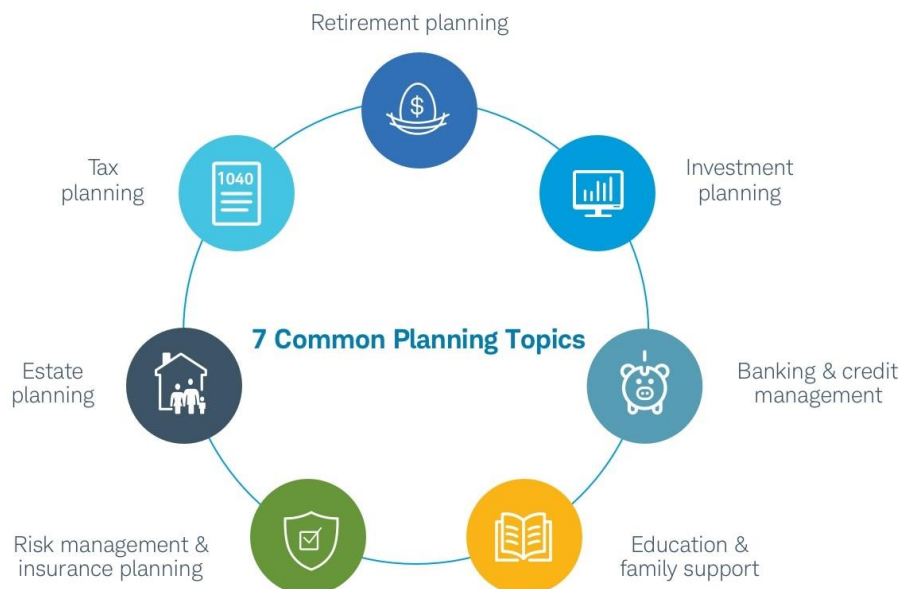 Retirement planning
$
Investment
planning
Banking & credit
management
Education &
family support
Risk management &
insurance planning
Estate
planning
Tax
planning
1040
7 Common Planning Topics